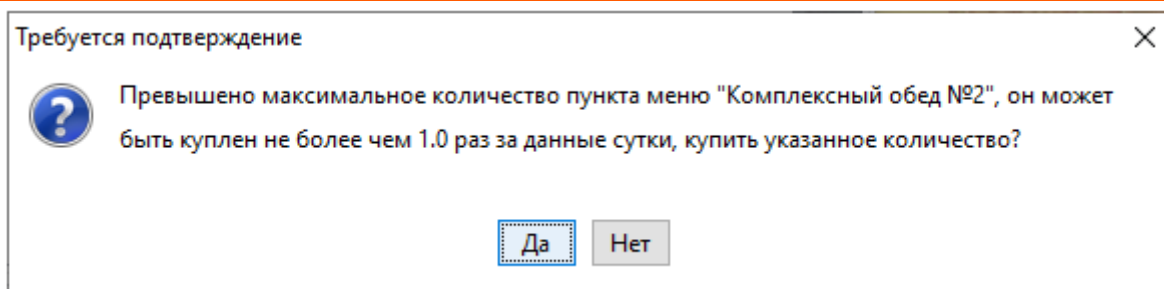 Требуется подтверждение
Превышено максимальное количество пункта меню "Комплексный обед №2", он может
быть куплен не более чем 1.0 раз за данные сутки, купить указанное количество?
Да Нет